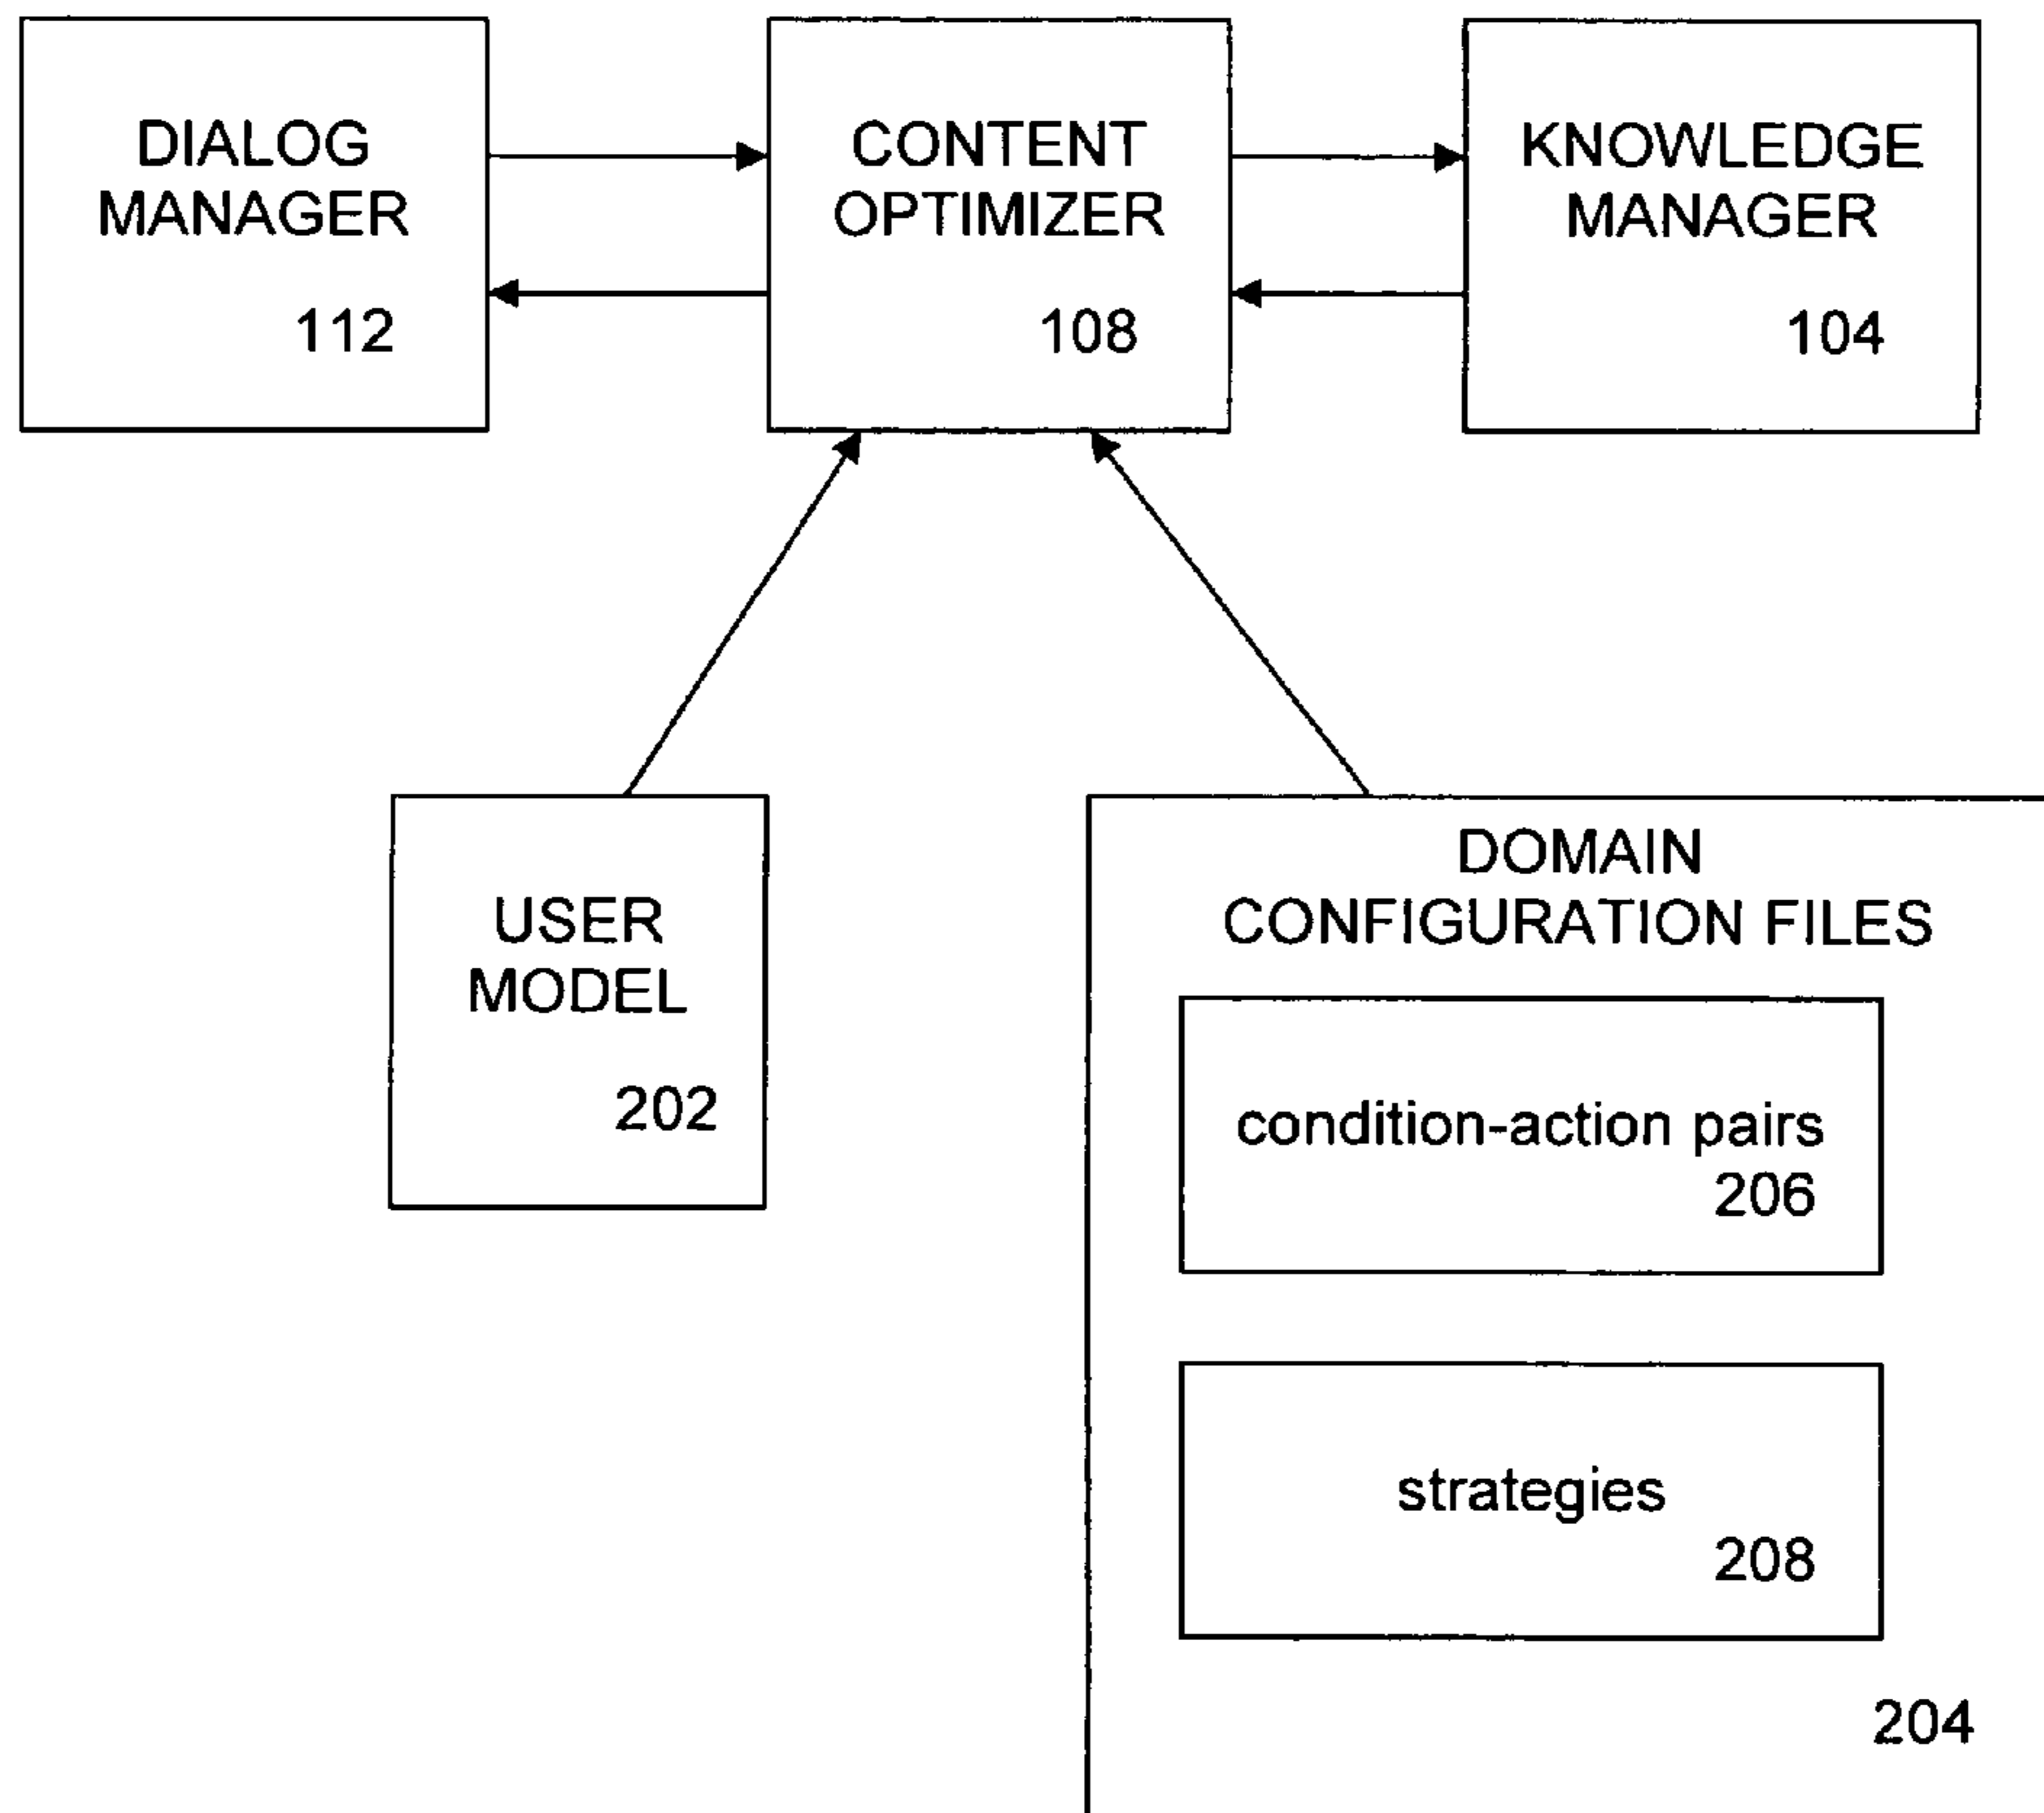 DIALOG
MANAGER
112
CONTENT
OPTIMIZER
108
KNOWLEDGE
MANAGER
104
USER
MODEL
202
DOMAIN
CONFIGURATION FILES
condition-action pairs
206
strategies
208
204